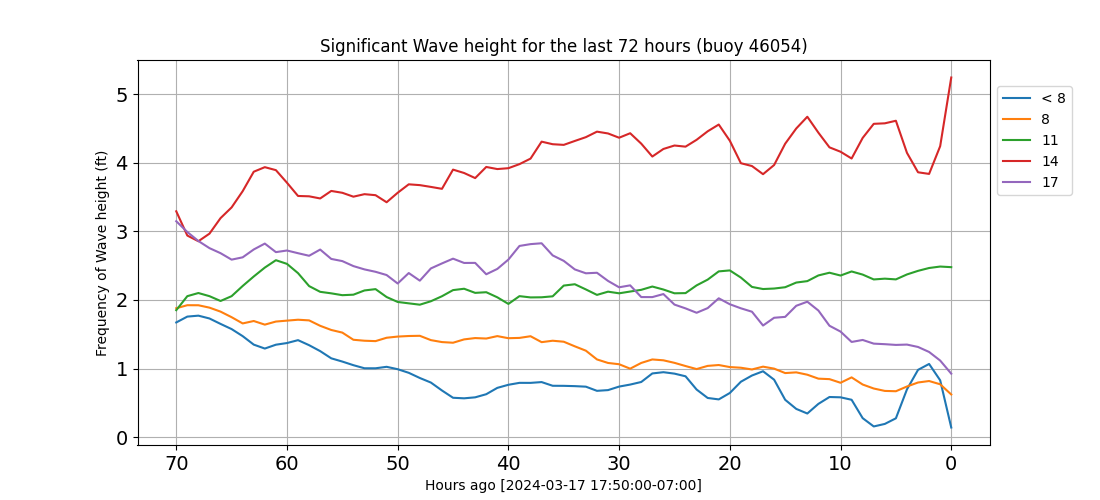 Significant Wave height for the last 72 hours (buoy 46054)
Frequency of Wave height (ft)
5
4
3
2
1
0
70 60 50 40 30 20 10 0
Hours ago [2024-03-17 17:50:00-07:00]
< 8
8
11
14
17